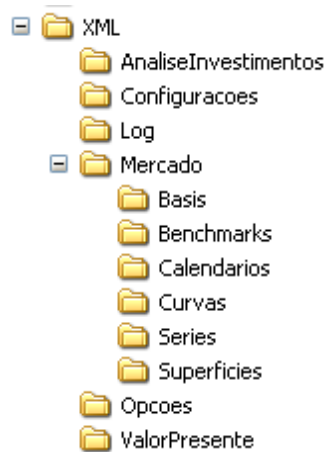 XML
AnaliseInvestimentos
Configuracoes
Log
Mercado
Basis
Benchmarks
Calendarios
Curvas
Series
Superficies
Opcoes
ValorPresente